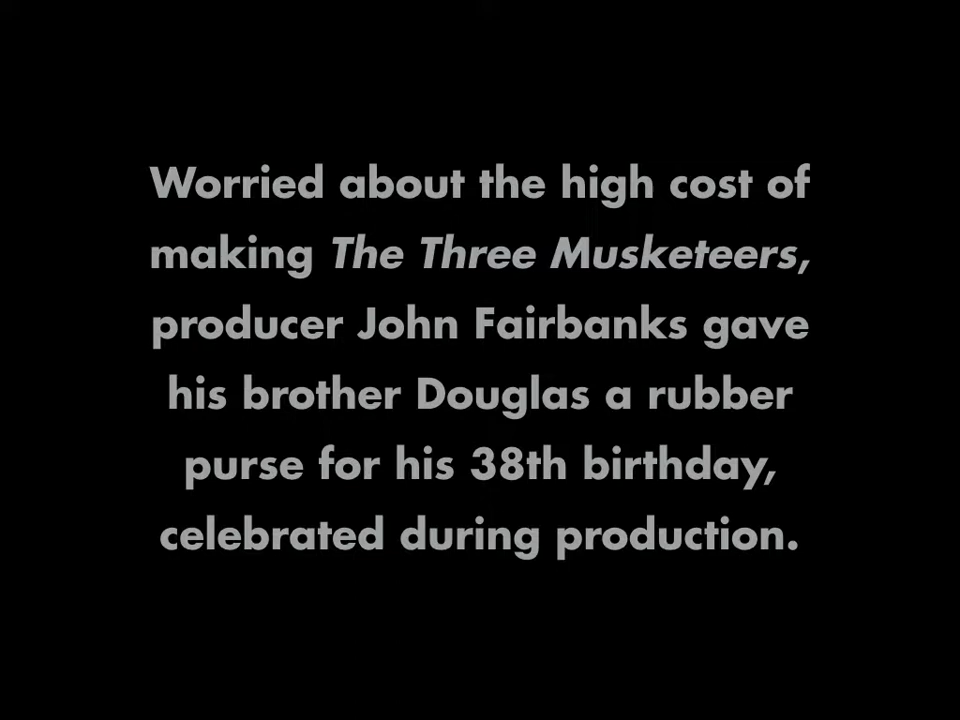 Worried about the high cost of
making The Three Musketeers,
producer John Fairbanks gave
his brother Douglas a rubber
purse for his 38th birthday,
celebrated during production.